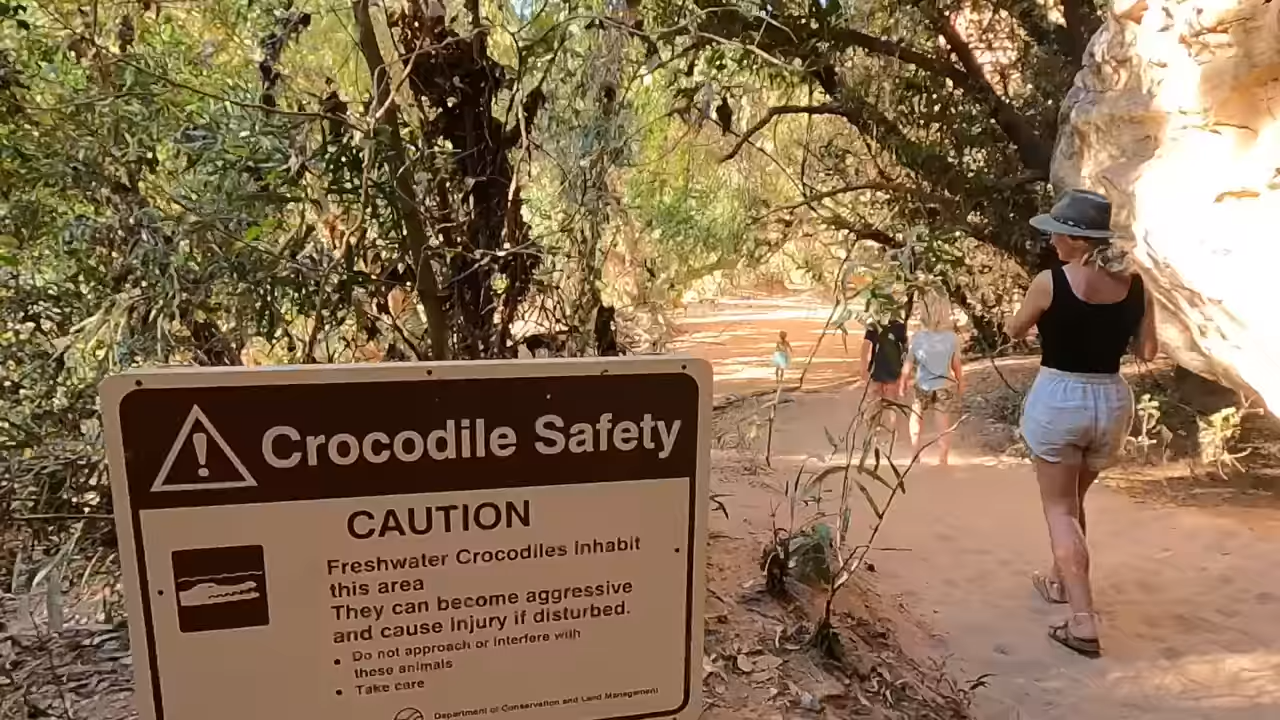 Crocodile Safety
CAUTION
Freshwater Crocodiles inhabit
this area
They can become aggressive
and cause injury if disturbed.
• Do not approach or interfere with
these animals
• Take care
Department of Conservation and Land Management